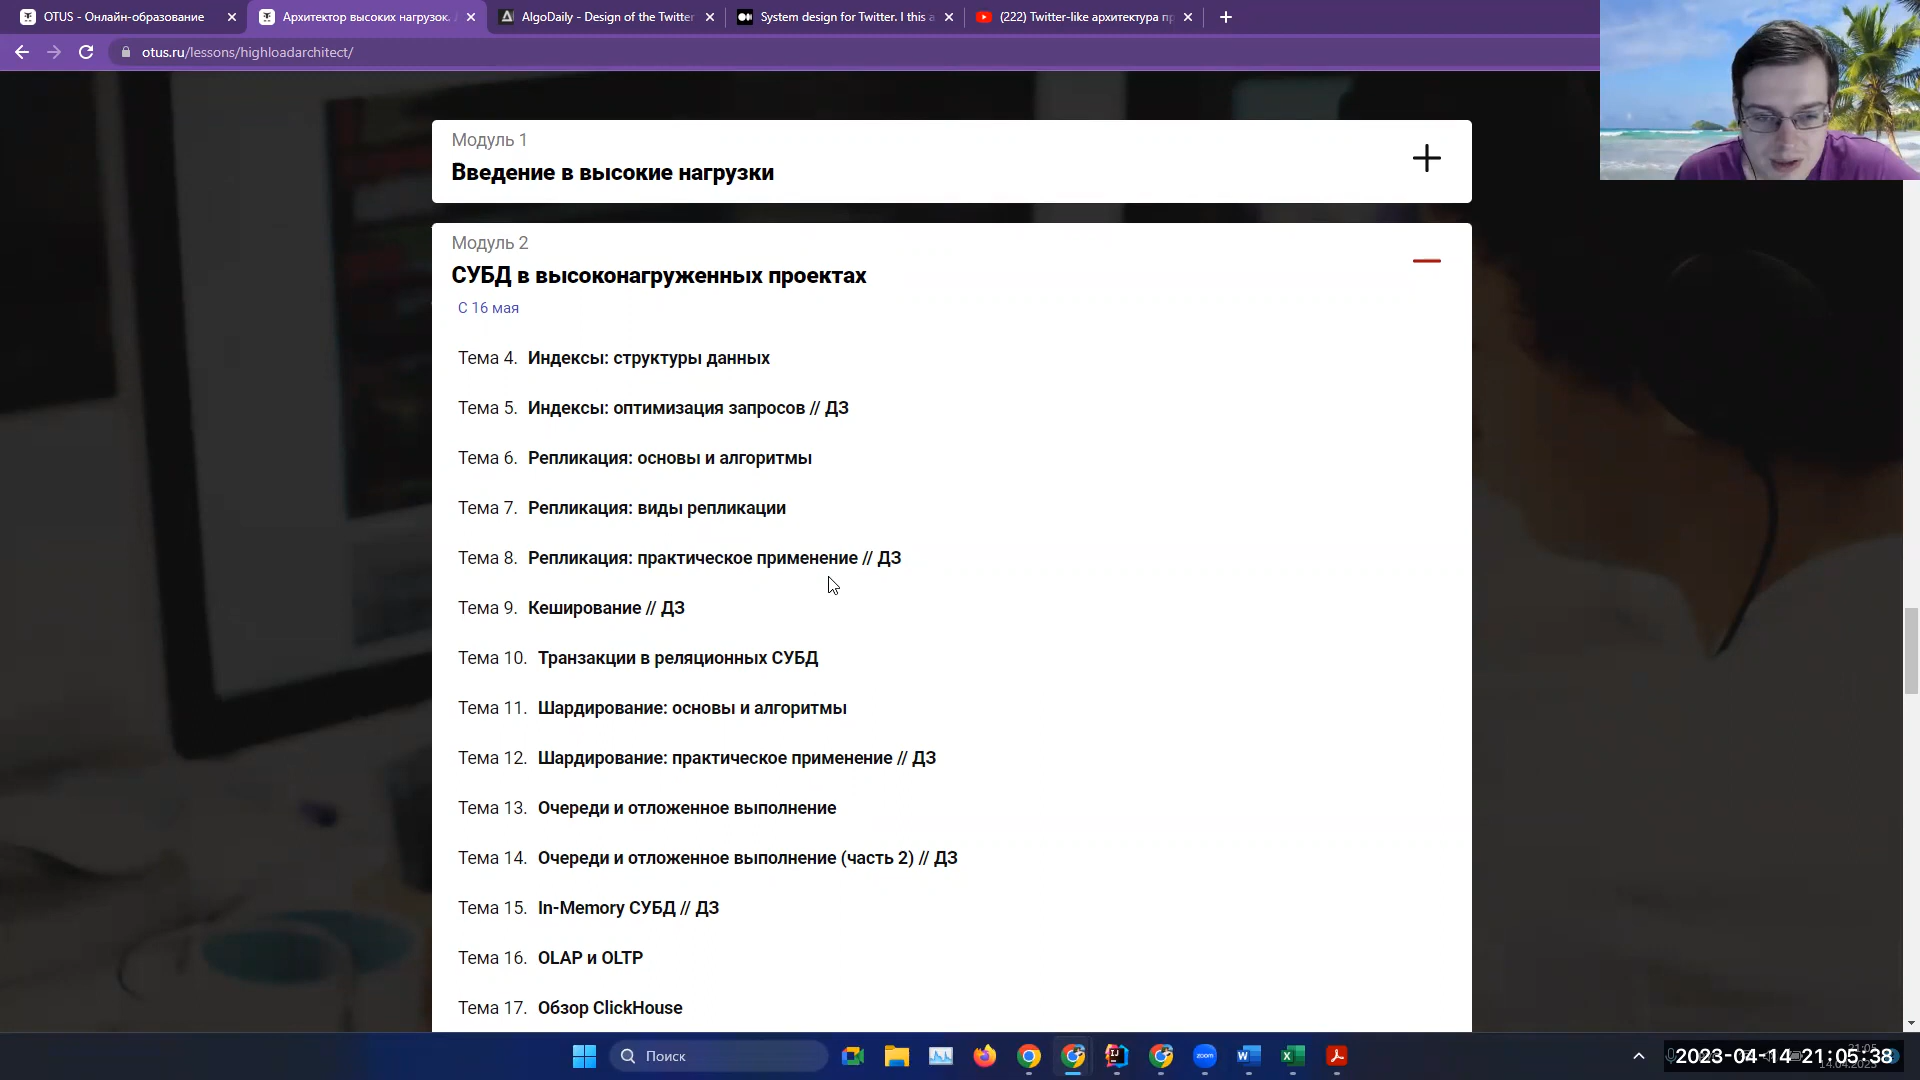 OTUS - Онлайн-образование
Архитектор высоких нагрузок.
AlgoDaily - Design of the Twitter
System design for Twitter. I this a
(222) Twitter-like архитектура п
otus.ru/lessons/highloadarchitect/
Модуль 1
Введение в высокие нагрузки
Модуль 2
СУБД в высоконагруженных проектах
С 16 мая
Тема 4. Индексы: структуры данных
Тема 5. Индексы: оптимизация запросов // ДЗ
Тема 6. Репликация: основы и алгоритмы
Тема 7. Репликация: виды репликации
Тема 8. Репликация: практическое применение // ДЗ
Тема 9. Кеширование // ДЗ
Тема 10. Транзакции в реляционных СУБД
Тема 11. Шардирование: основы и алгоритмы
Тема 12. Шардирование: практическое применение // ДЗ
Тема 13. Очереди и отложенное выполнение
Тема 14. Очереди и отложенное выполнение (часть 2) // ДЗ
Тема 15. In-Memory СУБД // ДЗ
Тема 16. OLAP и OLTP
Тема 17. Обзор ClickHouse
Поиск
zoom
2023-04-14 21:05:38